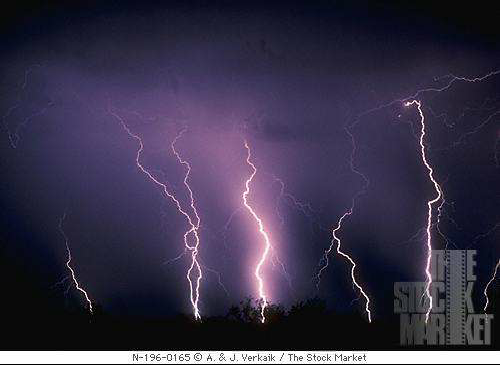 THE
STOCK
MARKET
N-196-0165 © A. & J. Verkaik / The Stock Market